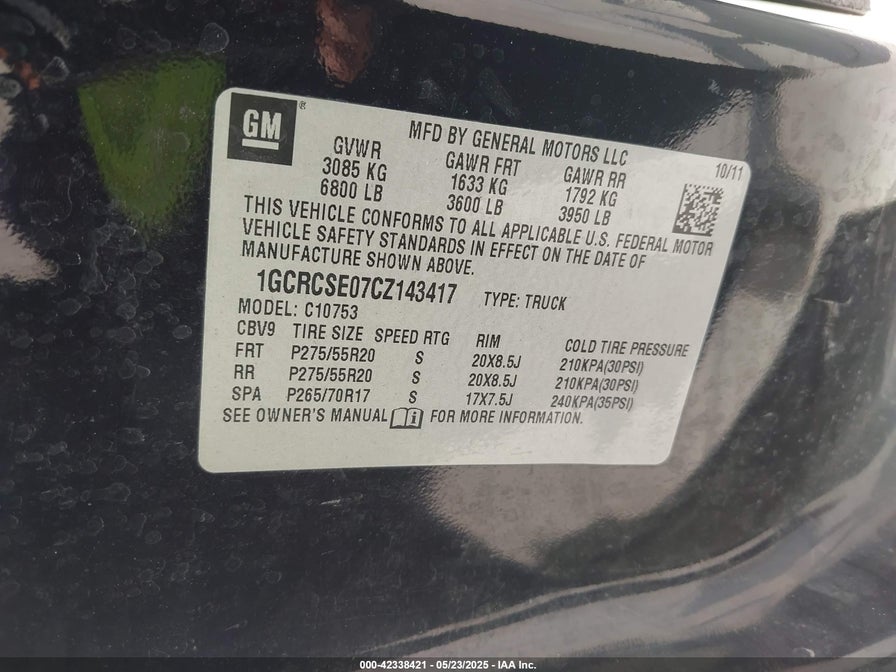 GM ®
MFD BY GENERAL MOTORS LLC
10/11
GVWR GAWR FRT GAWR RR
3085 KG 1633 KG 1792 KG
6800 LB 3600 LB 3950 LB
THIS VEHICLE CONFORMS TO ALL APPLICABLE U.S. FEDERAL MOTOR
VEHICLE SAFETY STANDARDS IN EFFECT ON THE DATE OF
MANUFACTURE SHOWN ABOVE.
1GCRCSE07CZ143417 TYPE: TRUCK
MODEL: C10753
CBV9 TIRE SIZE SPEED RTG RIM COLD TIRE PRESSURE
FRT P275/55R20 S 20X8.5J 210KPA(30PSI)
RR P275/55R20 S 20X8.5J 210KPA(30PSI)
SPA P265/70R17 S 17X7.5J 240KPA(35PSI)
SEE OWNER'S MANUAL i FOR MORE INFORMATION.
000-42338421 - 05/23/2025 - IAA Inc.